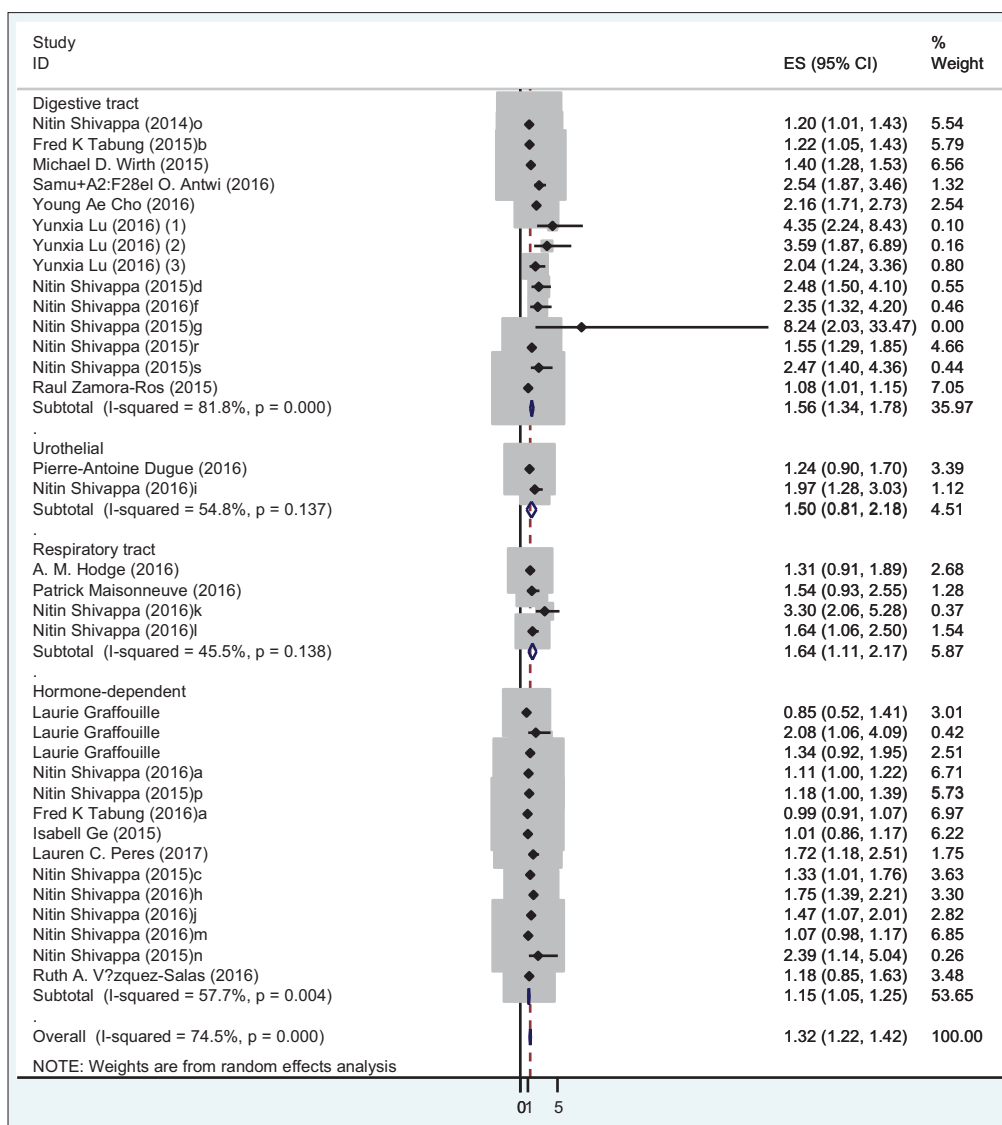 Study %
ID ES (95% CI) Weight
Digestive tract
Nitin Shivappa (2014)o 1.20 (1.01, 1.43) 5.54
Fred K Tabung (2015)b 1.22 (1.05, 1.43) 5.79
Michael D. Wirth (2015) 1.40 (1.28, 1.53) 6.56
Samu+A2:F28el O. Antwi (2016) 2.54 (1.87, 3.46) 1.32
Young Ae Cho (2016) 2.16 (1.71, 2.73) 2.54
Yunxia Lu (2016) (1) 4.35 (2.24, 8.43) 0.10
Yunxia Lu (2016) (2) 3.59 (1.87, 6.89) 0.16
Yunxia Lu (2016) (3) 2.04 (1.24, 3.36) 0.80
Nitin Shivappa (2015)d 2.48 (1.50, 4.10) 0.55
Nitin Shivappa (2016)f 2.35 (1.32, 4.20) 0.46
Nitin Shivappa (2015)g 8.24 (2.03, 33.47) 0.00
Nitin Shivappa (2015)r 1.55 (1.29, 1.85) 4.66
Nitin Shivappa (2015)s 2.47 (1.40, 4.36) 0.44
Raul Zamora-Ros (2015) 1.08 (1.01, 1.15) 7.05
Subtotal (I-squared = 81.8%, p = 0.000) 1.56 (1.34, 1.78) 35.97
.
Urothelial
Pierre-Antoine Dugue (2016) 1.24 (0.90, 1.70) 3.39
Nitin Shivappa (2016)i 1.97 (1.28, 3.03) 1.12
Subtotal (I-squared = 54.8%, p = 0.137) 1.50 (0.81, 2.18) 4.51
.
Respiratory tract
A. M. Hodge (2016) 1.31 (0.91, 1.89) 2.68
Patrick Maisonneuve (2016) 1.54 (0.93, 2.55) 1.28
Nitin Shivappa (2016)k 3.30 (2.06, 5.28) 0.37
Nitin Shivappa (2016)l 1.64 (1.06, 2.50) 1.54
Subtotal (I-squared = 45.5%, p = 0.138) 1.64 (1.11, 2.17) 5.87
.
Hormone-dependent
Laurie Graffouille 0.85 (0.52, 1.41) 3.01
Laurie Graffouille 2.08 (1.06, 4.09) 0.42
Laurie Graffouille 1.34 (0.92, 1.95) 2.51
Nitin Shivappa (2016)a 1.11 (1.00, 1.22) 6.71
Nitin Shivappa (2015)p 1.18 (1.00, 1.39) 5.73
Fred K Tabung (2016)a 0.99 (0.91, 1.07) 6.97
Isabell Ge (2015) 1.01 (0.86, 1.17) 6.22
Lauren C. Peres (2017) 1.72 (1.18, 2.51) 1.75
Nitin Shivappa (2015)c 1.33 (1.01, 1.76) 3.63
Nitin Shivappa (2016)h 1.75 (1.39, 2.21) 3.30
Nitin Shivappa (2016)j 1.47 (1.07, 2.01) 2.82
Nitin Shivappa (2016)m 1.07 (0.98, 1.17) 6.85
Nitin Shivappa (2015)n 2.39 (1.14, 5.04) 0.26
Ruth A. V?zquez-Salas (2016) 1.18 (0.85, 1.63) 3.48
Subtotal (I-squared = 57.7%, p = 0.004) 1.15 (1.05, 1.25) 53.65
.
Overall (I-squared = 74.5%, p = 0.000) 1.32 (1.22, 1.42) 100.00
NOTE: Weights are from random effects analysis
0 1 5